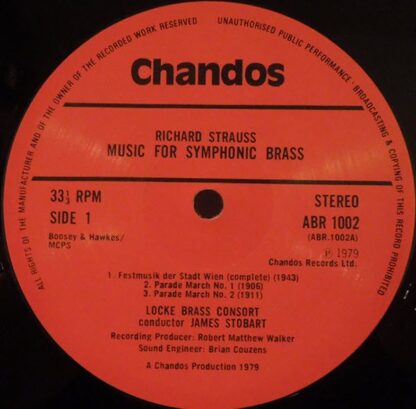 ALL RIGHTS OF THE MANUFACTURER AND OF THE OWNER OF THE RECORDED WORK RESERVED
UNAUTHORISED PUBLIC PERFORMANCE, BROADCASTING & COPYING OF THIS RECORD PROHIBITED
Chandos
RICHARD STRAUSS
MUSIC FOR SYMPHONIC BRASS
33⅓ RPM
SIDE 1
Boosey & Hawkes/
MCPS
STEREO
ABR 1002
(ABR.1002A)
Ⓟ 1979
Chandos Records Ltd.
1. Festmusik der Stadt Wien (complete) (1943)
2. Parade March No. 1 (1906)
3. Parade March No. 2 (1911)
LOCKE BRASS CONSORT
conductor JAMES STOBART
Recording Producer: Robert Matthew Walker
Sound Engineer: Brian Couzens
A Chandos Production 1979